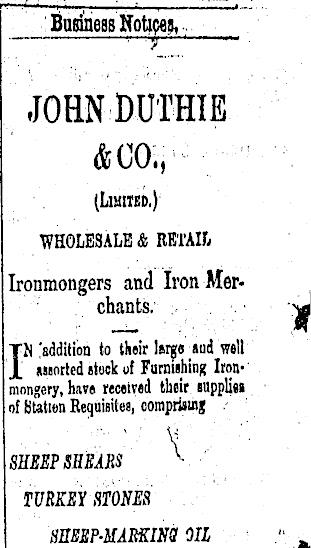 Business Notices.
JOHN DUTHIE
& CO.,
(LIMITED.)
WHOLESALE & RETAIL
Ironmongers and Iron Mer-
chants.
IN addition to their large and well
assorted stock of Furnishing Iron-
mongery, have received their supplies
of Station Requisites, comprising
SHEEP SHEARS
TURKEY STONES
SHEEP-MARKING OIL